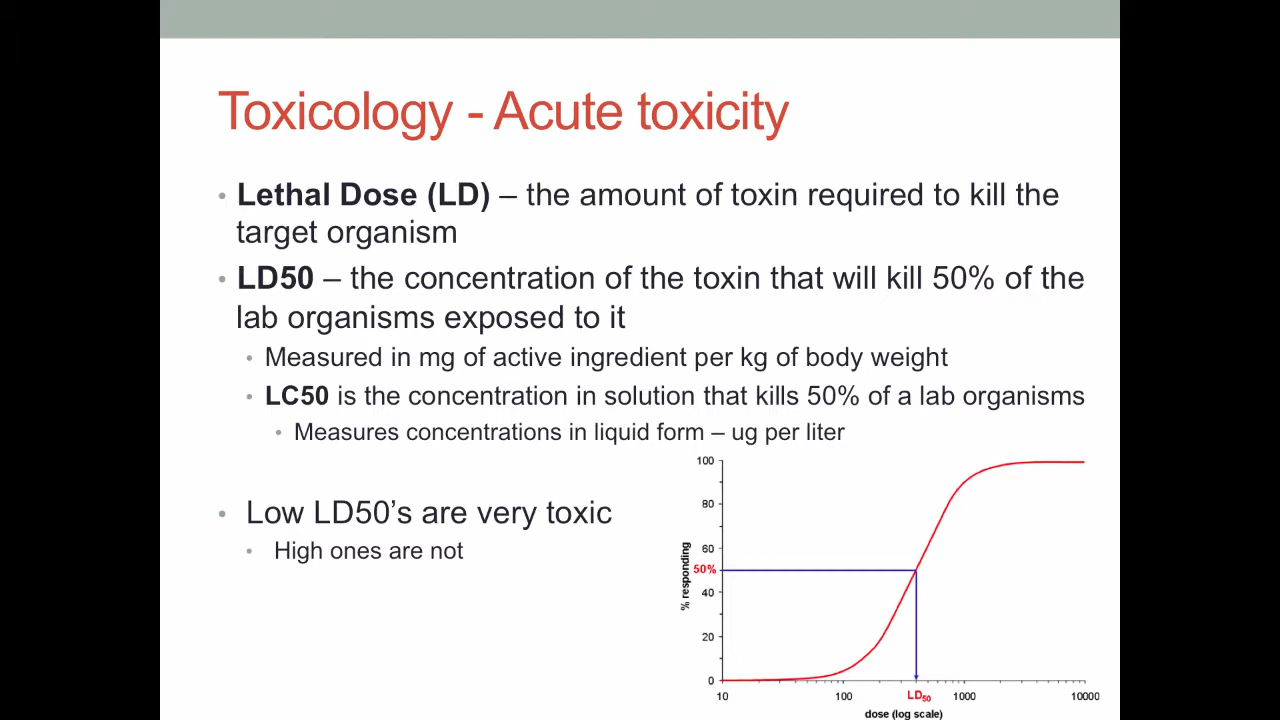 Toxicology - Acute toxicity
• Lethal Dose (LD) – the amount of toxin required to kill the
target organism
• LD50 – the concentration of the toxin that will kill 50% of the
lab organisms exposed to it
• Measured in mg of active ingredient per kg of body weight
• LC50 is the concentration in solution that kills 50% of a lab organisms
• Measures concentrations in liquid form – ug per liter
• Low LD50's are very toxic
• High ones are not
100
80
60
50%
40
20
0
% responding
10 100 LD50 1000 10000
dose (log scale)